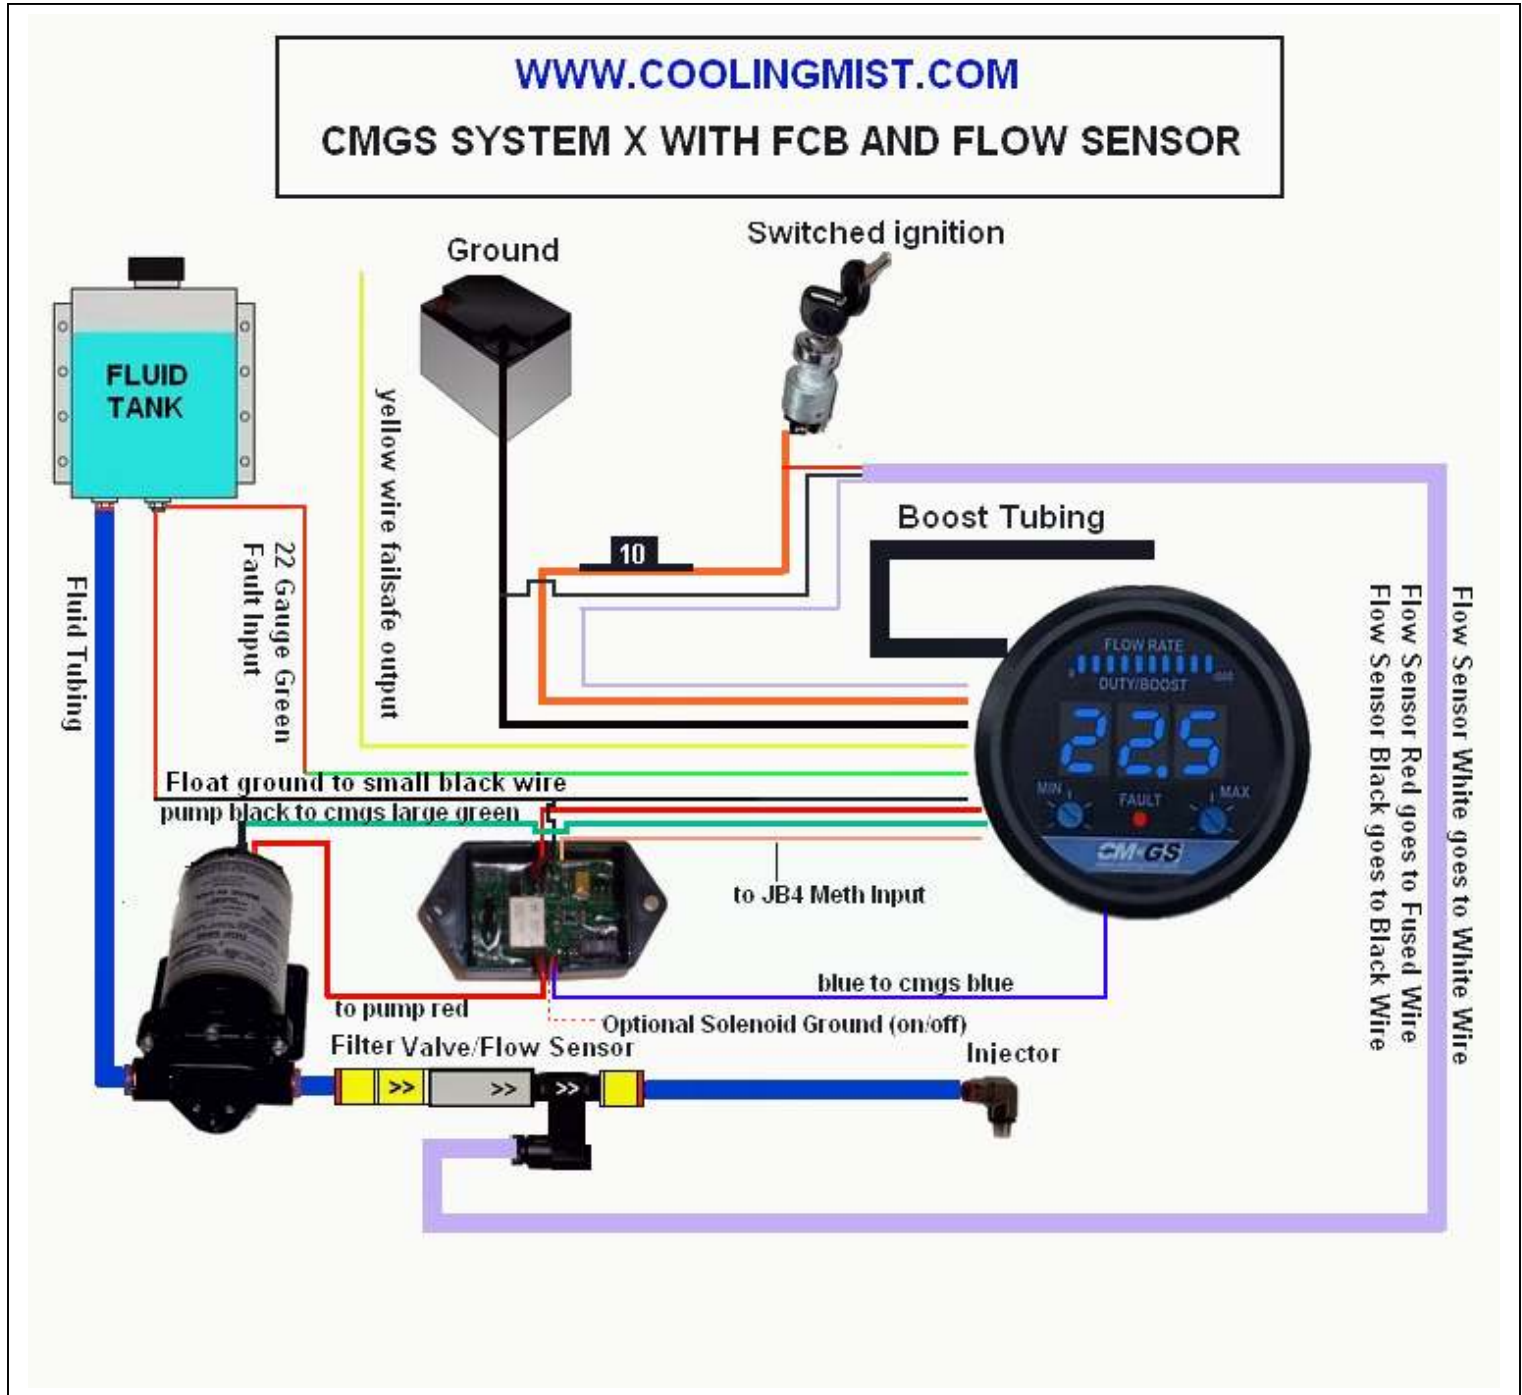 WWW.COOLINGMIST.COM
CMGS SYSTEM X WITH FCB AND FLOW SENSOR
Ground
Switched ignition
FLUID
TANK
yellow wire failsafe output
10
Boost Tubing
Fluid Tubing
22 Gauge Green
Fault Input
FLOW RATE
DUTY/BOOST
22.5
MIN
MAX
FAULT
CM-GS
Flow Sensor White goes to White Wire
Flow Sensor Red goes to Fused Wire
Flow Sensor Black goes to Black Wire
Float ground to small black wire
pump black to cmgs large green
to JB4 Meth Input
blue to cmgs blue
to pump red
Optional Solenoid Ground (on/off)
Filter Valve/Flow Sensor
Injector
>> >> >>